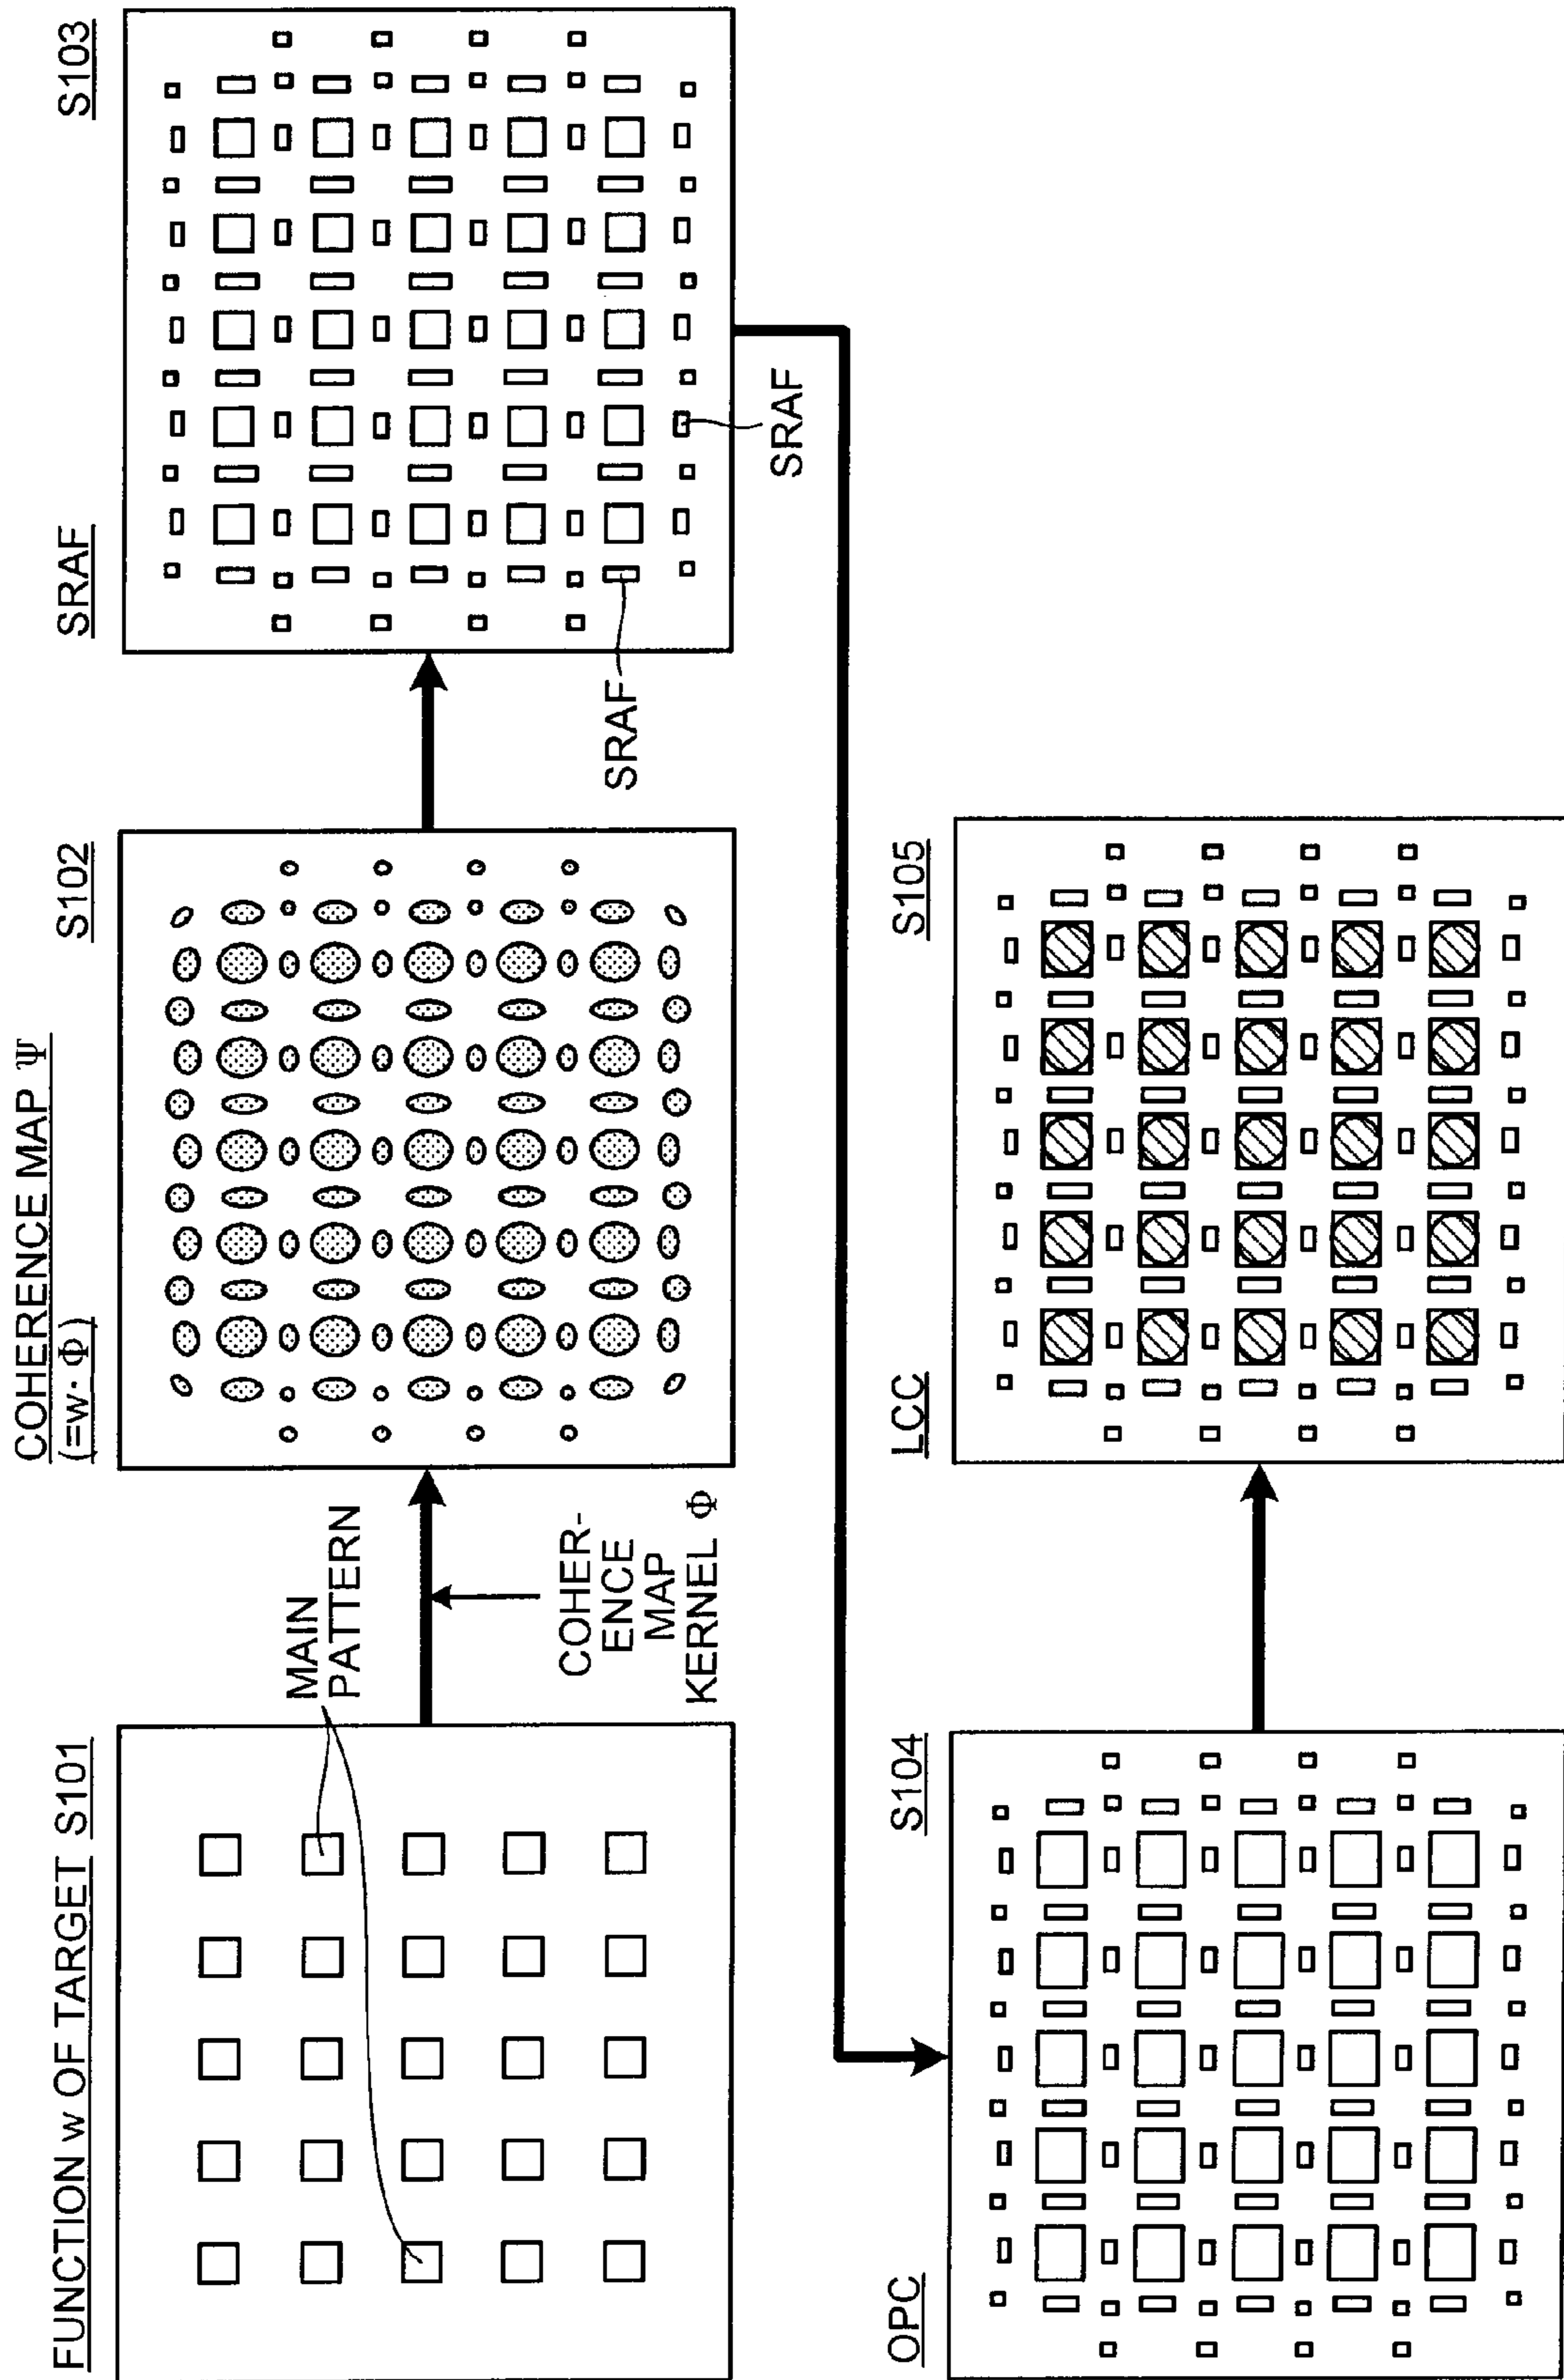 FUNCTION w OF TARGET S101
MAIN
PATTERN
COHER-
ENCE
MAP
KERNEL Φ
COHERENCE MAP Ψ
(=w· Φ)
S102
SRAF
S103
SRAF
SRAF
OPC
S104
LCC
S105